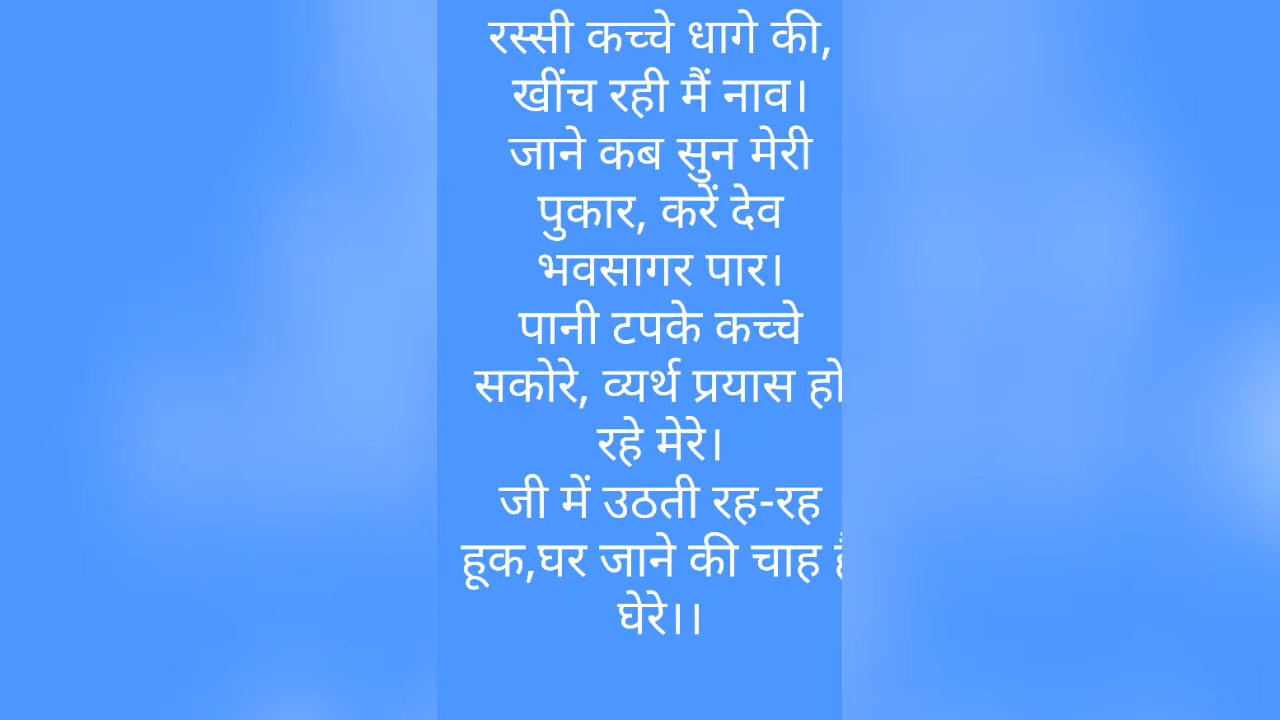 रस्सी कच्चे धागे की,
खींच रही मैं नाव।
जाने कब सुन मेरी
पुकार, करें देव
भवसागर पार।
पानी टपके कच्चे
सकोरे, व्यर्थ प्रयास हो
रहे मेरे।
जी में उठती रह-रह
हूक,घर जाने की चाह है
घेरे।।